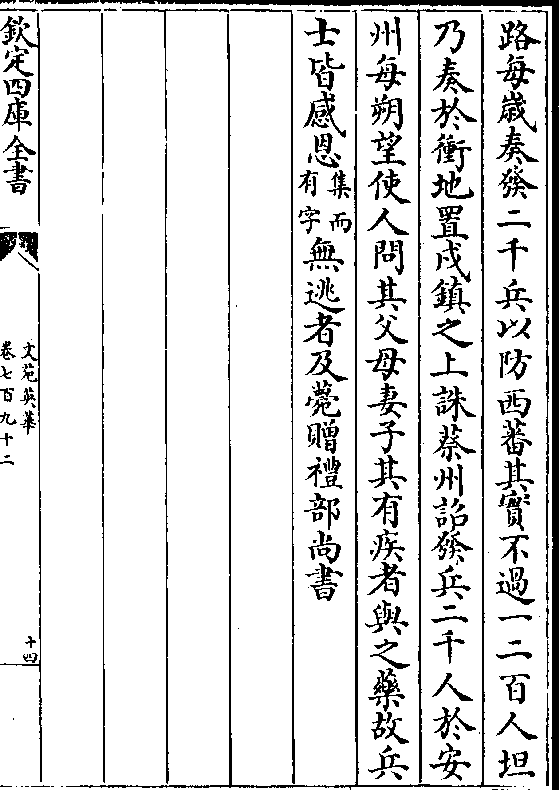 路每歲奏發二千兵以防西蕃其實不過一二百人坦
乃奏於衝地置戍鎮之上誅蔡州詔發兵二千人於安
州每朔望使人問其父母妻子其有疾者與之藥故兵
士皆感恩集而有字無逃者及薨贈禮部尚書
欽定四庫全書
文苑英華
卷七百九十二
十四